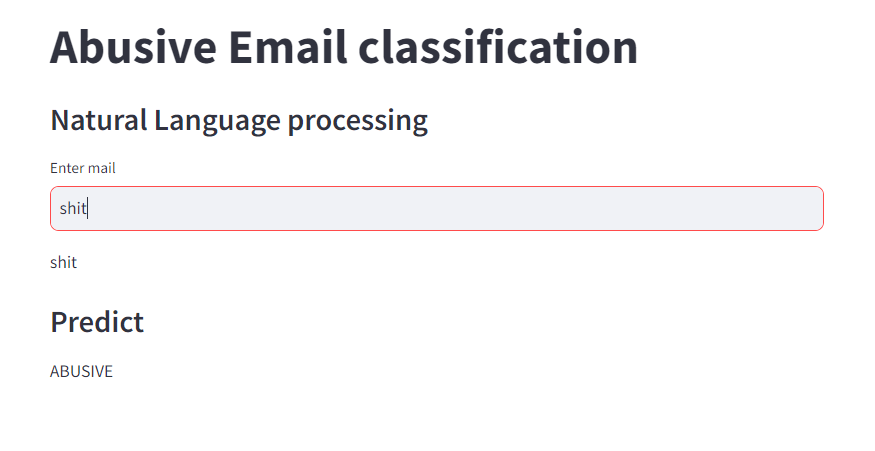 Abusive Email classification
Natural Language processing
Enter mail
shit
shit
Predict
ABUSIVE